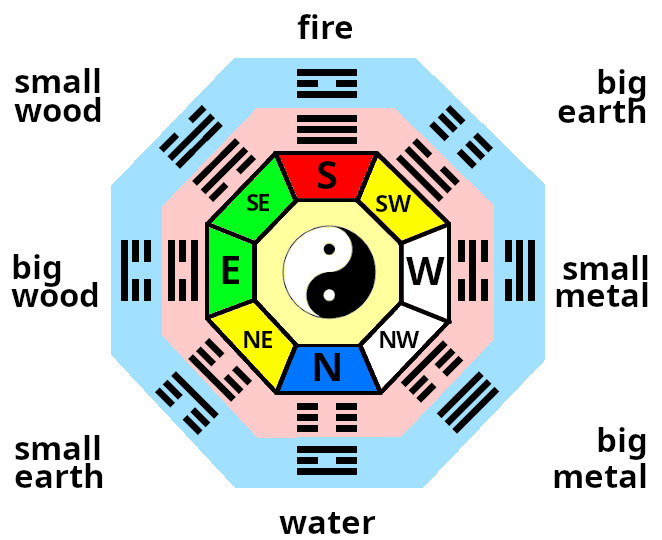 fire
small
wood
big
earth
S
SE
SW
big
wood
E
W
small
metal
NE
NW
N
small
earth
big
metal
water